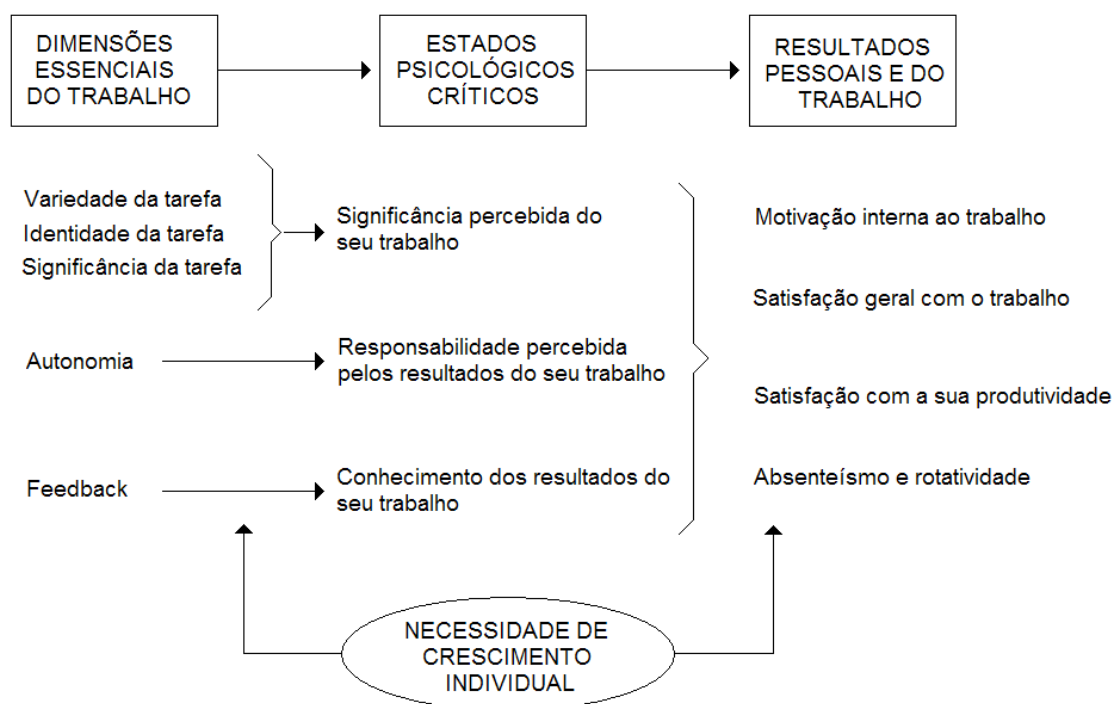 DIMENSÕES
ESSENCIAIS
DO TRABALHO
ESTADOS
PSICOLÓGICOS
CRÍTICOS
RESULTADOS
PESSOAIS E DO
TRABALHO
Variedade da tarefa
Identidade da tarefa
Significância da tarefa
Significância percebida do
seu trabalho
Motivação interna ao trabalho
Satisfação geral com o trabalho
Autonomia
Responsabilidade percebida
pelos resultados do seu trabalho
Satisfação com a sua produtividade
Feedback
Conhecimento dos resultados do
seu trabalho
Absenteísmo e rotatividade
NECESSIDADE DE
CRESCIMENTO
INDIVIDUAL